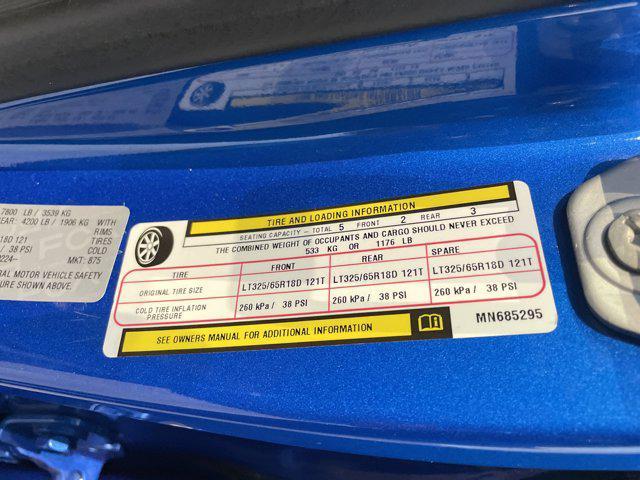 7800 LB / 3539 KG
EAR: 4200 LB / 1906 KG WITH
RIMS
18D 121 TIRES
/ 38 PSI COLD
0224- MKT: 875
RAL MOTOR VEHICLE SAFETY
URE SHOWN ABOVE.
TIRE AND LOADING INFORMATION
SEATING CAPACITY - TOTAL 5 FRONT 2 REAR 3
THE COMBINED WEIGHT OF OCCUPANTS AND CARGO SHOULD NEVER EXCEED
533 KG OR 1176 LB
TIRE FRONT REAR SPARE
ORIGINAL TIRE SIZE LT325/65R18D 121T LT325/65R18D 121T LT325/65R18D 121T
COLD TIRE INFLATION PRESSURE 260 kPa / 38 PSI 260 kPa / 38 PSI 260 kPa / 38 PSI
SEE OWNERS MANUAL FOR ADDITIONAL INFORMATION
MN685295